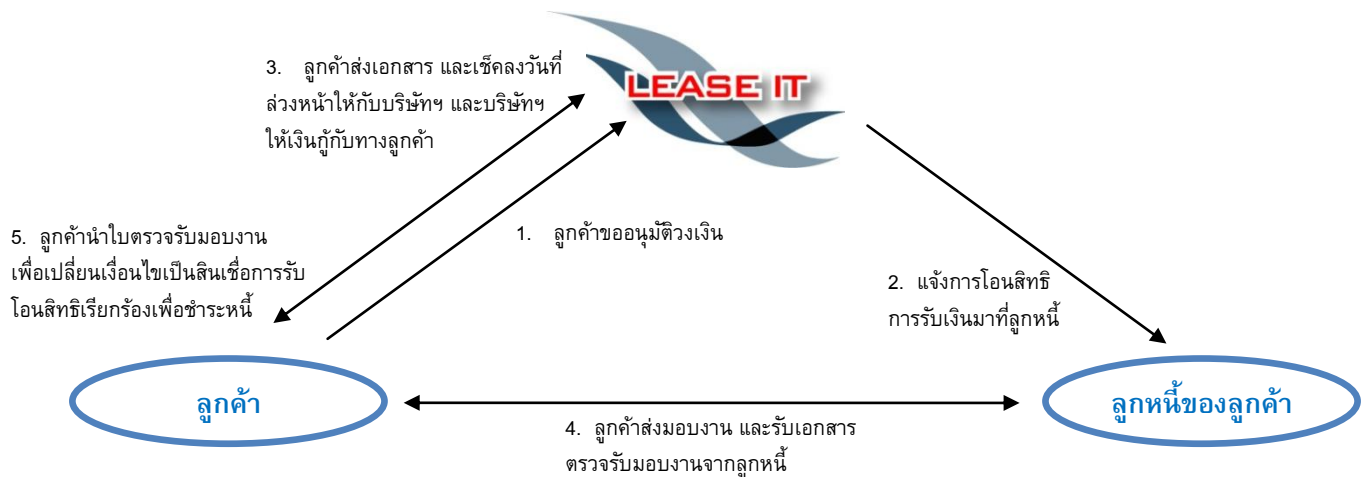 LEASE IT
3. ลูกค้าส่งเอกสาร และเช็คลงวันที่
ล่วงหน้าให้กับบริษัทฯ และบริษัทฯ
ให้เงินกู้กับทางลูกค้า
1. ลูกค้าขออนุมัติวงเงิน
5. ลูกค้านำใบตรวจรับมอบงาน
เพื่อเปลี่ยนเงื่อนไขเป็นสินเชื่อการรับ
โอนสิทธิเรียกร้องเพื่อชำระหนี้
2. แจ้งการโอนสิทธิ
การรับเงินมาที่ลูกหนี้
ลูกค้า
ลูกหนี้ของลูกค้า
4. ลูกค้าส่งมอบงาน และรับเอกสาร
ตรวจรับมอบงานจากลูกหนี้